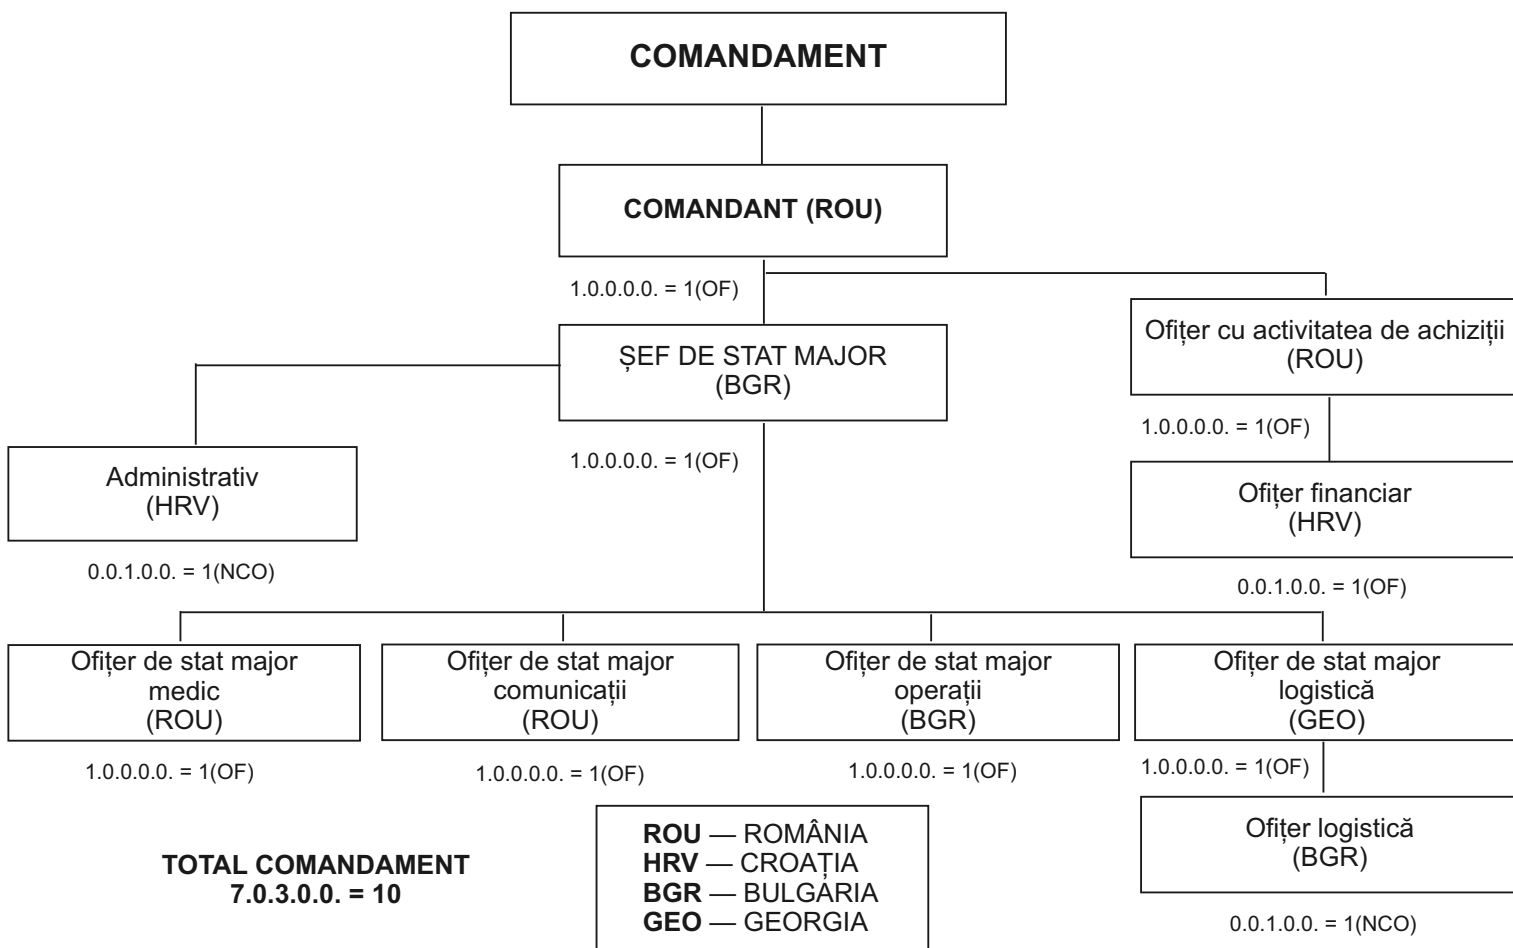 COMANDAMENT
COMANDANT (ROU)
1.0.0.0.0. = 1(OF)
Ofițer cu activitatea de achiziții
(ROU)
1.0.0.0.0. = 1(OF)
ȘEF DE STAT MAJOR
(BGR)
1.0.0.0.0. = 1(OF)
Administrativ
(HRV)
0.0.1.0.0. = 1(NCO)
Ofițer financiar
(HRV)
0.0.1.0.0. = 1(OF)
Ofițer de stat major
medic
(ROU)
1.0.0.0.0. = 1(OF)
Ofițer de stat major
comunicații
(ROU)
1.0.0.0.0. = 1(OF)
Ofițer de stat major
operații
(BGR)
1.0.0.0.0. = 1(OF)
Ofițer de stat major
logistică
(GEO)
1.0.0.0.0. = 1(OF)
Ofițer logistică
(BGR)
0.0.1.0.0. = 1(NCO)
TOTAL COMANDAMENT
7.0.3.0.0. = 10
ROU — ROMÂNIA
HRV — CROAȚIA
BGR — BULGARIA
GEO — GEORGIA